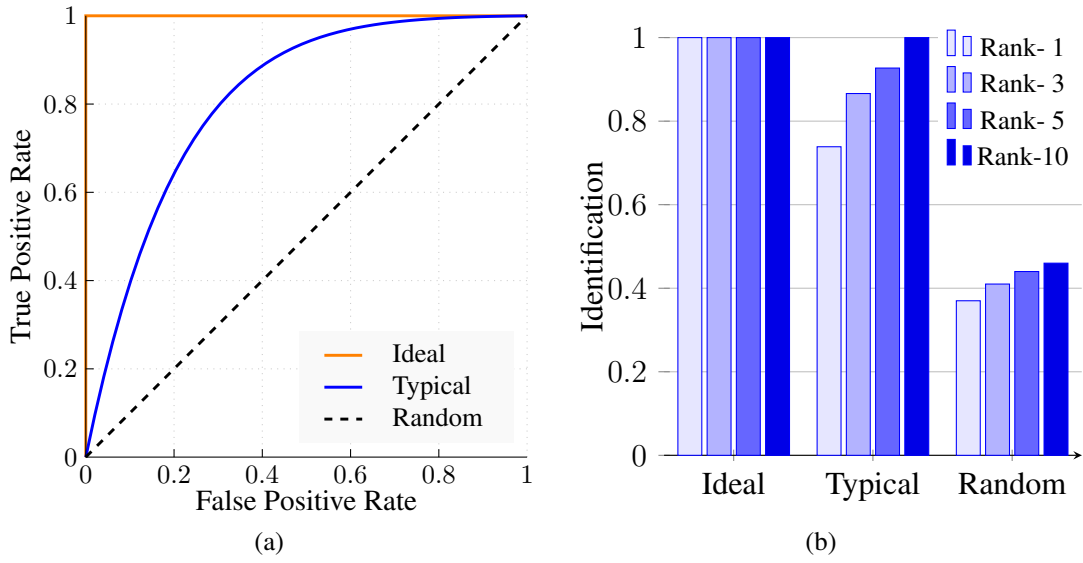 1
0.8
0.6
0.4
0.2
0
True Positive Rate
Ideal
Typical
Random
0 0.2 0.4 0.6 0.8 1
False Positive Rate
(a)
1
0.8
0.6
0.4
0.2
0
Identification
Rank- 1
Rank- 3
Rank- 5
Rank-10
Ideal Typical Random
(b)